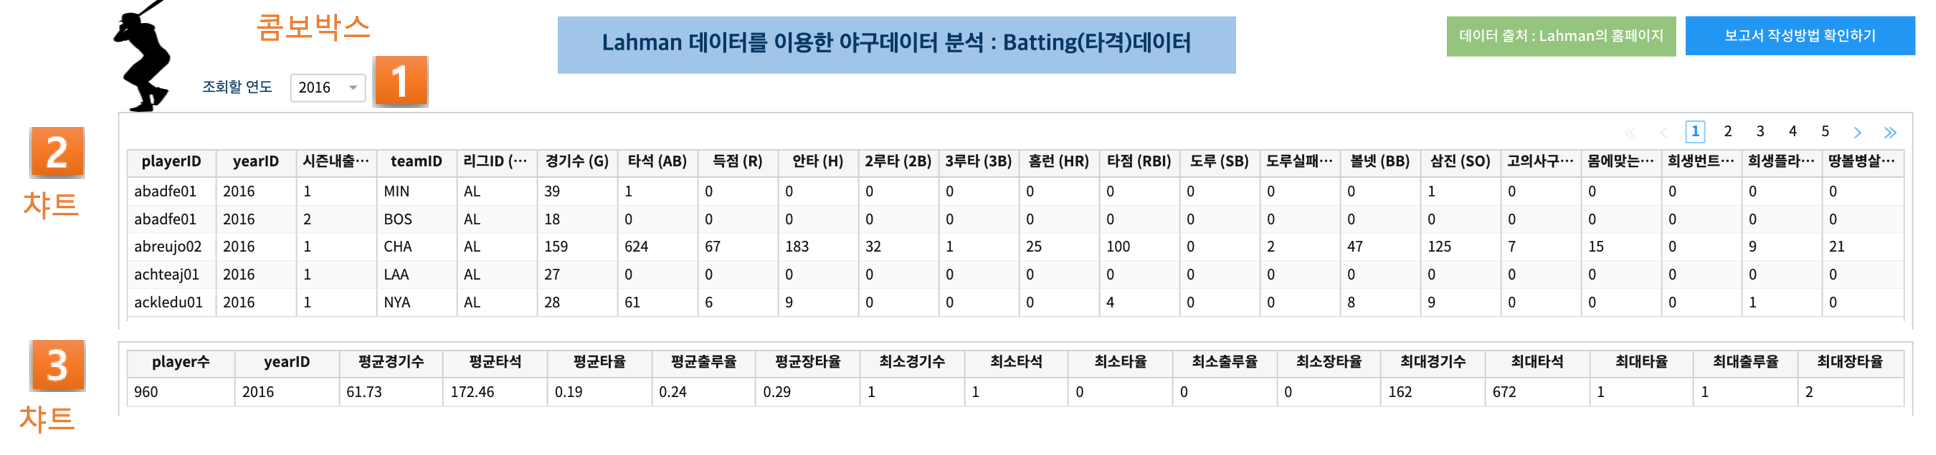 콤보박스
Lahman 데이터를 이용한 야구데이터 분석 : Batting(타격)데이터
데이터 출처 : Lahman의 홈페이지
보고서 작성방법 확인하기
조회할 연도 2016 1
2
챠트
« < 1 2 3 4 5 > »
playerID yearID 시즌내출... teamID 리그ID (... 경기수 (G) 타석 (AB) 득점 (R) 안타 (H) 2루타 (2B) 3루타 (3B) 홈런 (HR) 타점 (RBI) 도루 (SB) 도루실패... 볼넷 (BB) 삼진 (SO) 고의사구... 몸에맞는... 희생번트... 희생플라... 땅볼병살...
abadfe01 2016 1 MIN AL 39 1 0 0 0 0 0 0 0 0 0 1 0 0 0 0 0
abadfe01 2016 2 BOS AL 18 0 0 0 0 0 0 0 0 0 0 0 0 0 0 0 0
abreujo02 2016 1 CHA AL 159 624 67 183 32 1 25 100 0 2 47 125 7 15 0 9 21
achteaj01 2016 1 LAA AL 27 0 0 0 0 0 0 0 0 0 0 0 0 0 0 0 0
ackledu01 2016 1 NYA AL 28 61 6 9 0 0 0 4 0 0 8 9 0 0 0 1 0
3
챠트
player수 yearID 평균경기수 평균타석 평균타율 평균출루율 평균장타율 최소경기수 최소타석 최소타율 최소출루율 최소장타율 최대경기수 최대타석 최대타율 최대출루율 최대장타율
960 2016 61.73 172.46 0.19 0.24 0.29 1 1 0 0 0 162 672 1 1 2